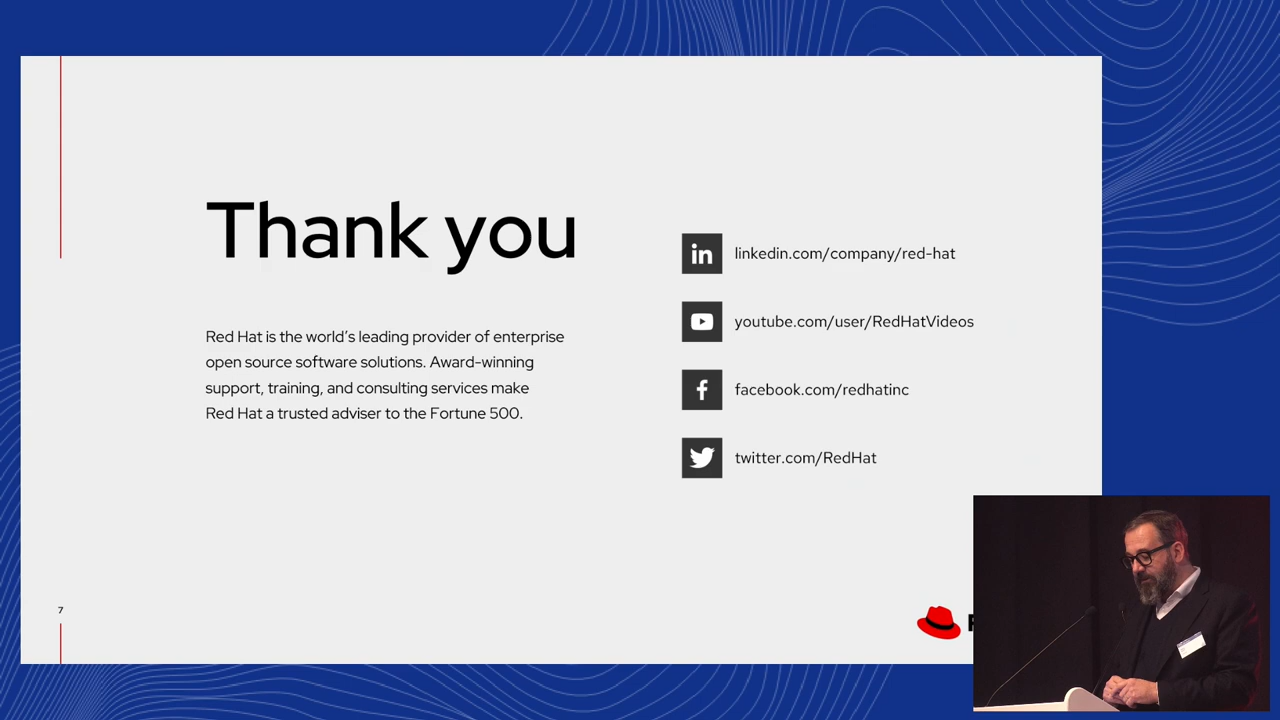 Thank you
Red Hat is the world’s leading provider of enterprise
open source software solutions. Award-winning
support, training, and consulting services make
Red Hat a trusted adviser to the Fortune 500.
linkedin.com/company/red-hat
youtube.com/user/RedHatVideos
facebook.com/redhatinc
twitter.com/RedHat
7